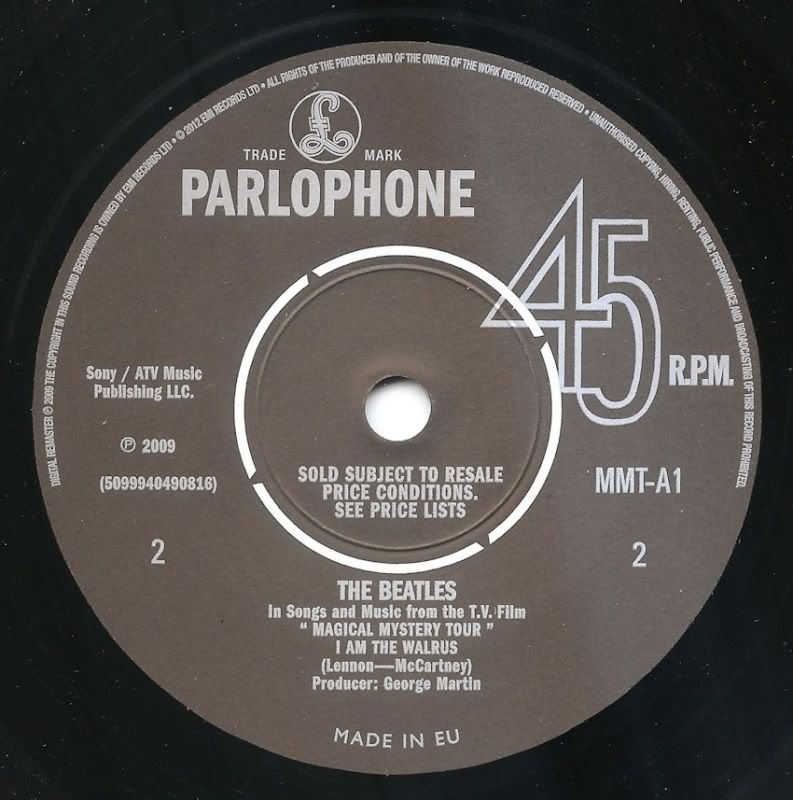 DIGITAL REMASTER ℗ 2009 THE COPYRIGHT IN THIS SOUND RECORDING IS OWNED BY EMI RECORDS LTD • © 2012 EMI RECORDS LTD • ALL RIGHTS OF THE PRODUCER AND OF THE OWNER OF THE WORK REPRODUCED RESERVED • UNAUTHORISED COPYING, HIRING, RENTING, PUBLIC PERFORMANCE AND BROADCASTING OF THIS RECORD PROHIBITED.
£
TRADE MARK
PARLOPHONE
45
R.P.M.
Sony / ATV Music
Publishing LLC.
℗ 2009
(5099940490816)
SOLD SUBJECT TO RESALE
PRICE CONDITIONS.
SEE PRICE LISTS
MMT-A1
2
2
THE BEATLES
In Songs and Music from the T.V. Film
“ MAGICAL MYSTERY TOUR ”
I AM THE WALRUS
(Lennon—McCartney)
Producer: George Martin
MADE IN EU